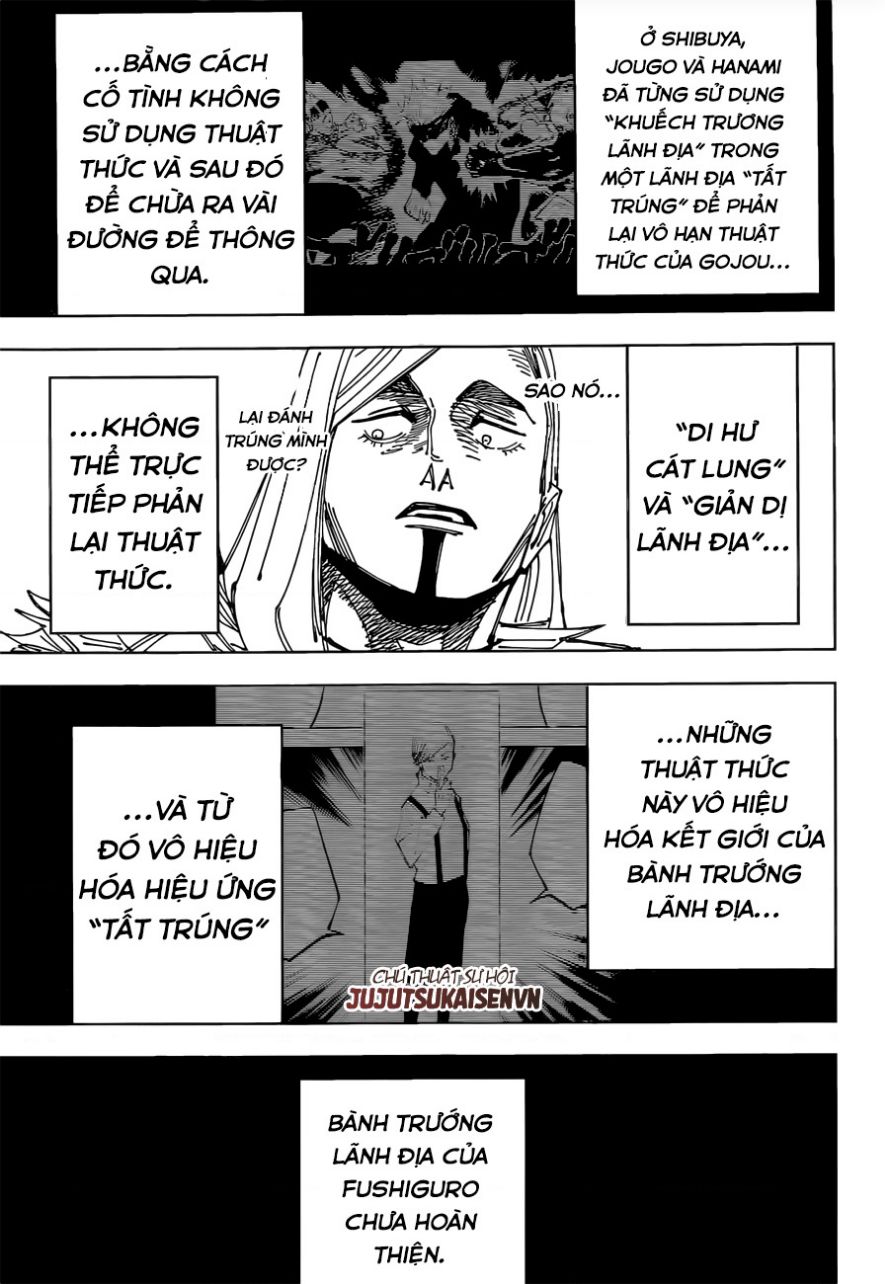 Ở SHIBUYA,
JOUGO VÀ HANAMI
ĐÃ TỪNG SỬ DỤNG
"KHUẾCH TRƯƠNG
LÃNH ĐỊA" TRONG
MỘT LÃNH ĐỊA "TẤT
TRÚNG" ĐỂ PHẢN
LẠI VÔ HẠN THUẬT
THỨC CỦA GOJOU...
...BẰNG CÁCH
CỐ TÌNH KHÔNG
SỬ DỤNG THUẬT
THỨC VÀ SAU ĐÓ
ĐỂ CHỪA RA VÀI
ĐƯỜNG ĐỂ THÔNG
QUA.
"DI HƯ
CÁT LUNG"
VÀ "GIẢN DỊ
LÃNH ĐỊA"...
SAO NÓ...
LẠI ĐÁNH
TRÚNG MÌNH
ĐƯỢC?
...KHÔNG
THỂ TRỰC
TIẾP PHẢN
LẠI THUẬT
THỨC.
...NHỮNG
THUẬT THỨC
NÀY VÔ HIỆU
HÓA KẾT GIỚI CỦA
BÀNH TRƯỚNG
LÃNH ĐỊA...
...VÀ TỪ
ĐÓ VÔ HIỆU
HÓA HIỆU ỨNG
"TẤT TRÚNG"
CHÚ THUẬT SƯ HỘI
JUJUTSUKAISENVN
BÀNH TRƯỚNG
LÃNH ĐỊA CỦA
FUSHIGURO
CHƯA HOÀN
THIỆN.